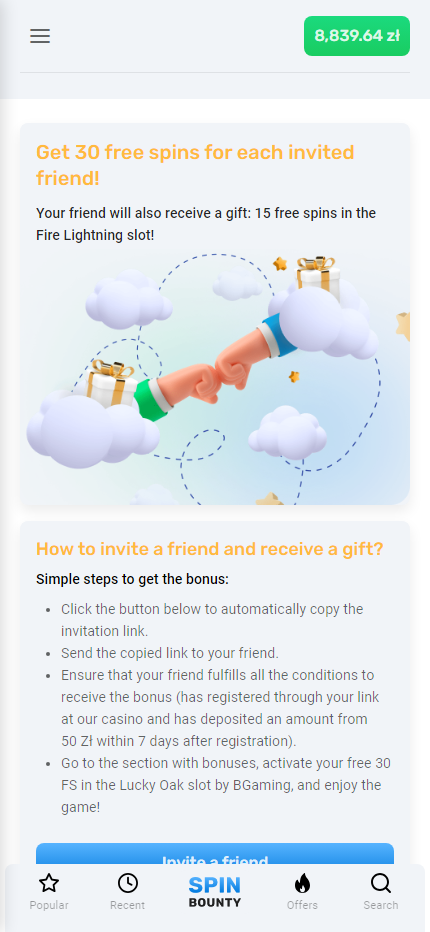 8,839.64 zł
Get 30 free spins for each invited
friend!
Your friend will also receive a gift: 15 free spins in the
Fire Lightning slot!
How to invite a friend and receive a gift?
Simple steps to get the bonus:
Click the button below to automatically copy the
invitation link.
Send the copied link to your friend.
Ensure that your friend fulfills all the conditions to
receive the bonus (has registered through your link
at our casino and has deposited an amount from
50 Zł within 7 days after registration).
Go to the section with bonuses, activate your free 30
FS in the Lucky Oak slot by BGaming, and enjoy the
game!
Invite a friend
Popular
Recent
SPIN
BOUNTY
Offers
Search